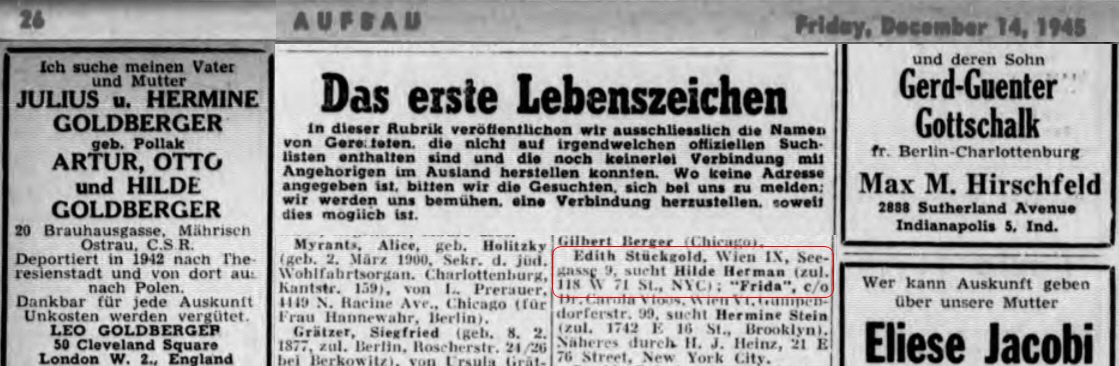 26
AUFBAU
Friday, December 14, 1945
Ich suche meinen Vater
und Mutter
JULIUS u. HERMINE
GOLDBERGER
geb. Pollak
ARTUR, OTTO
und HILDE
GOLDBERGER
20 Brauhausgasse, Mährisch
Ostrau, C.S.R.
Deportiert in 1942 nach The-
resienstadt und von dort aus
nach Polen.
Dankbar für jede Auskunft
Unkosten werden vergütet.
LEO GOLDBERGER
50 Cleveland Square
London W. 2., England
Das erste Lebenszeichen
In dieser Rubrik veröffentlichen wir ausschliesslich die Namen
von Geretteten, die nicht auf irgendwelchen offiziellen Such-
listen enthalten sind und die noch keinerlei Verbindung mit
Angehörigen im Ausland herstellen konnten. Wo keine Adresse
angegeben ist, bitten wir die Gesuchten, sich bei uns zu melden;
wir werden uns bemühen, eine Verbindung herzustellen, soweit
dies möglich ist.
Myrants, Alice, geb. Holitzky
(geb. 2. März 1900, Sekr. d. jüd.
Wohlfahrtsorgan. Charlottenburg,
Kantstr. 159), von L. Prerauer,
4449 N. Racine Ave., Chicago (für
Frau Hannewahr, Berlin).
Grätzer, Siegfried (geb. 8. 2.
1877, zul. Berlin, Roscherstr. 24/26
bei Berkowitz), von Ursula Grät-
Gilbert Berger (Chicago).
Edith Stückgold, Wien IX, See-
gasse 9, sucht Hilde Herman (zul.
118 W 71 St., NYC); "Frida", c/o
Dr. Carola Vloos, Wien VI, Gumpen-
dorferstr. 99, sucht Hermine Stein
(zul. 1742 E 16 St., Brooklyn).
Näheres durch H. J. Heinz, 21 E
76 Street, New York City.
und deren Sohn
Gerd-Guenter
Gottschalk
fr. Berlin-Charlottenburg
Max M. Hirschfeld
2858 Sutherland Avenue
Indianapolis 5, Ind.
Wer kann Auskunft geben
über unsere Mutter
Eliese Jacobi